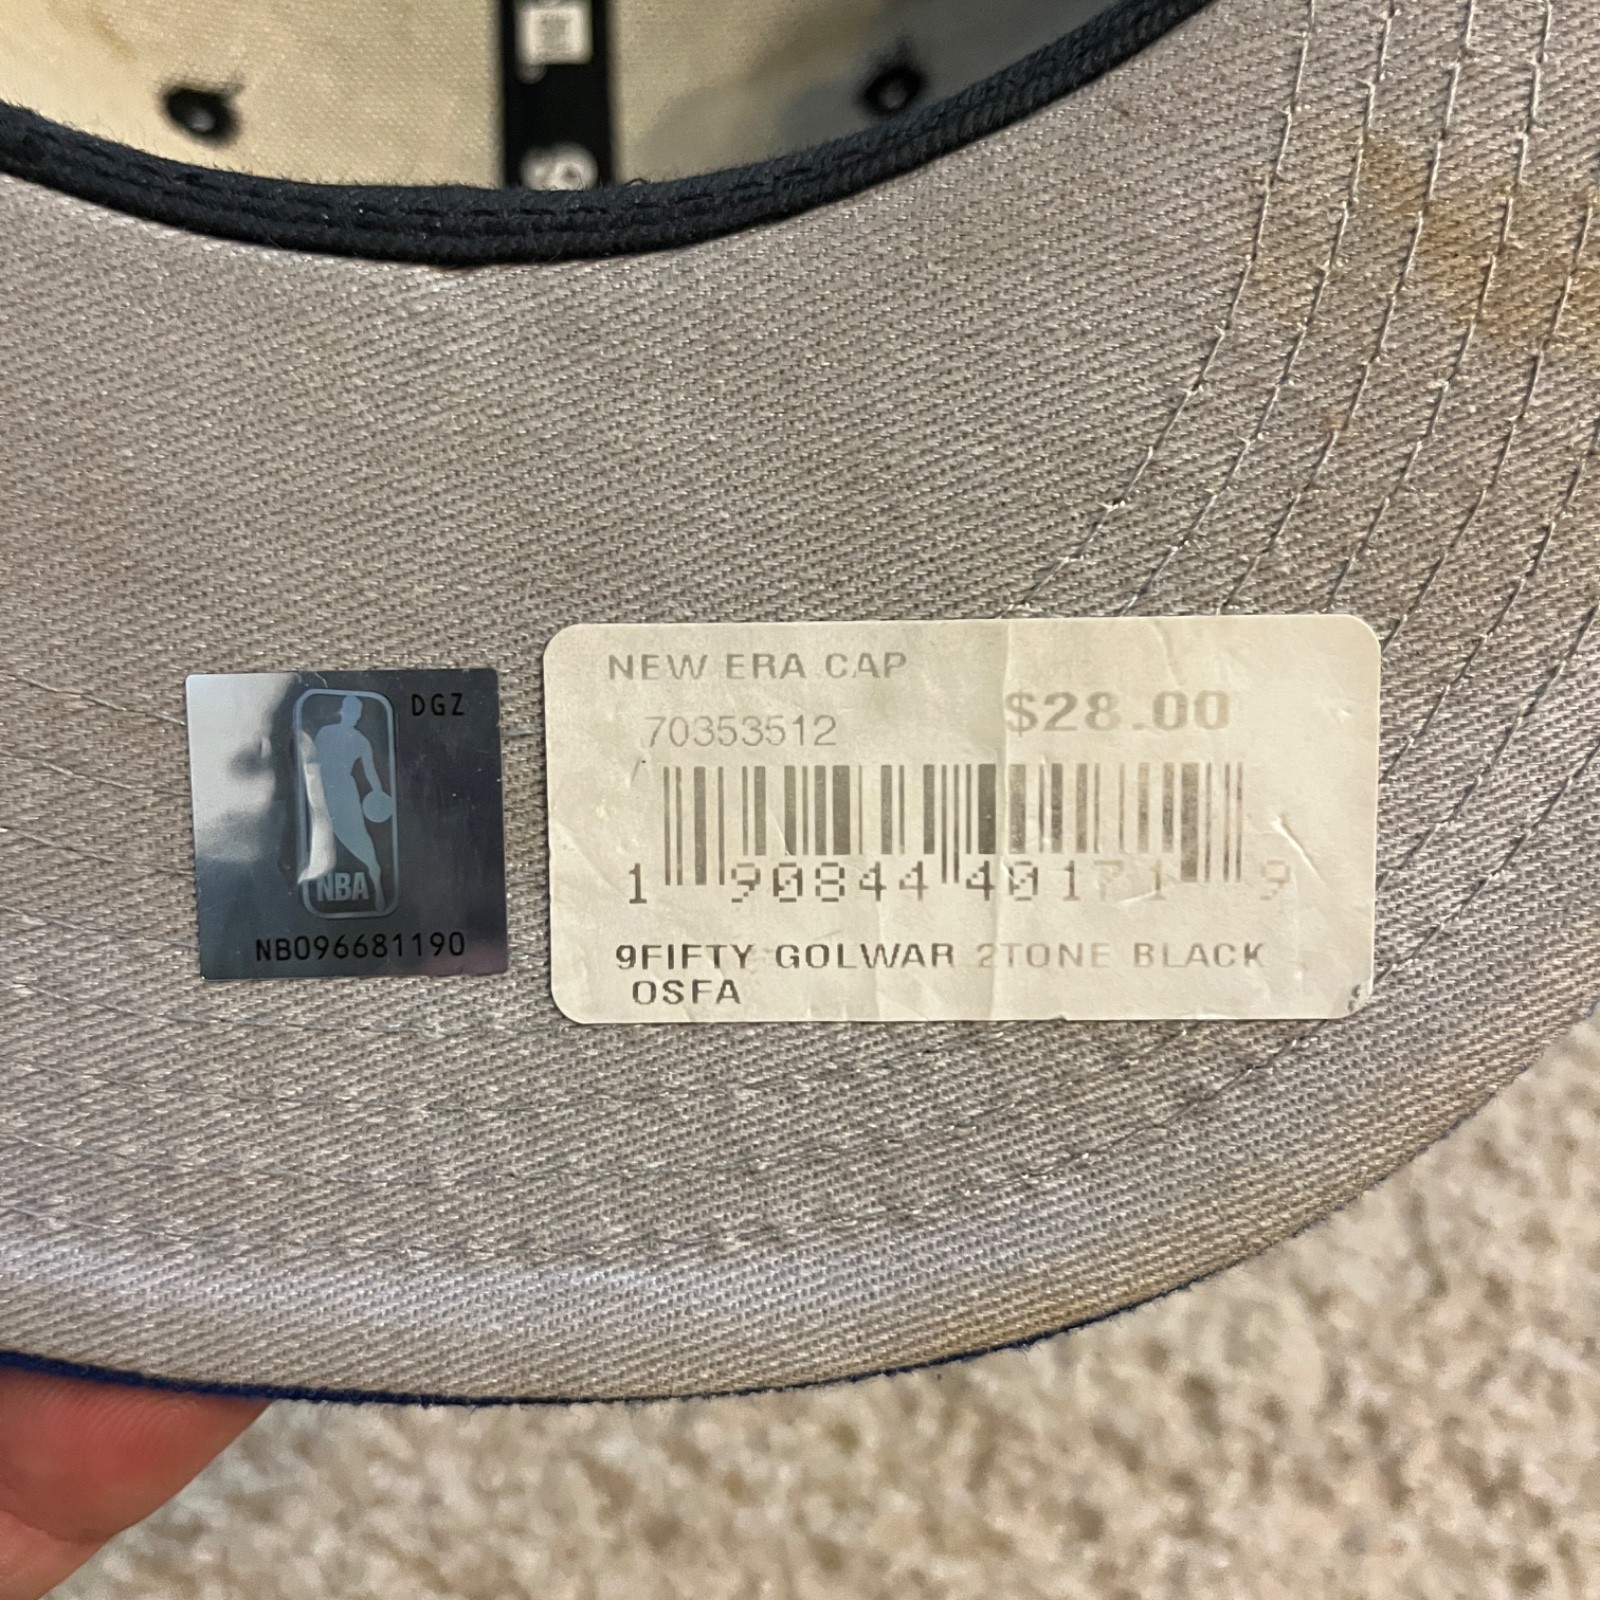 DGZ
NBA
NB096681190
NEW ERA CAP
70353512
$28.00
1 90844 40171 9
9FIFTY GOLWAR 2TONE BLACK
OSFA